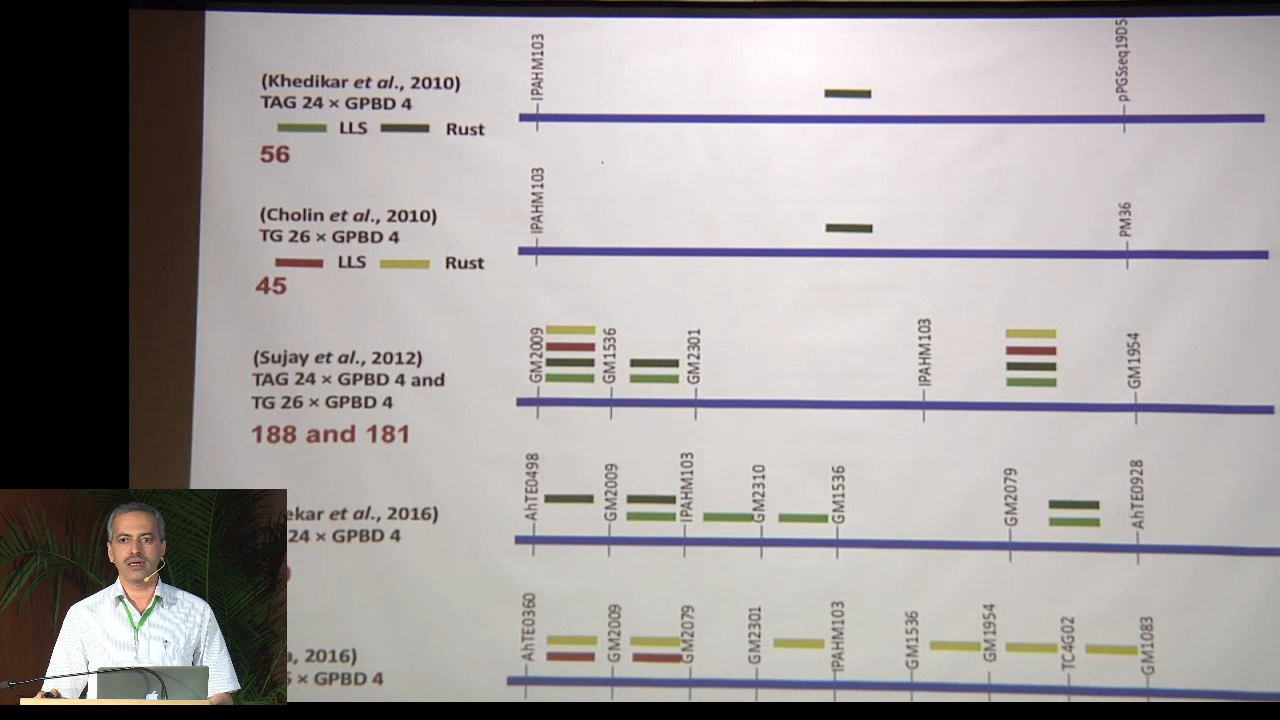 (Khedikar et al., 2010)
TAG 24 × GPBD 4
LLS Rust
56
IPAHM103
pPGSseq19D5
(Cholin et al., 2010)
TG 26 × GPBD 4
LLS Rust
45
IPAHM103
PM36
(Sujay et al., 2012)
TAG 24 × GPBD 4 and
TG 26 × GPBD 4
188 and 181
GM2009
GM1536
GM2301
IPAHM103
GM1954
ekar et al., 2016)
24 × GPBD 4
AhTE0498
GM2009
IPAHM103
GM2310
GM1536
GM2079
AhTE0928
, 2016)
× GPBD 4
AhTE0360
GM2009
GM2079
GM2301
IPAHM103
GM1536
GM1954
TC4G02
GM1083